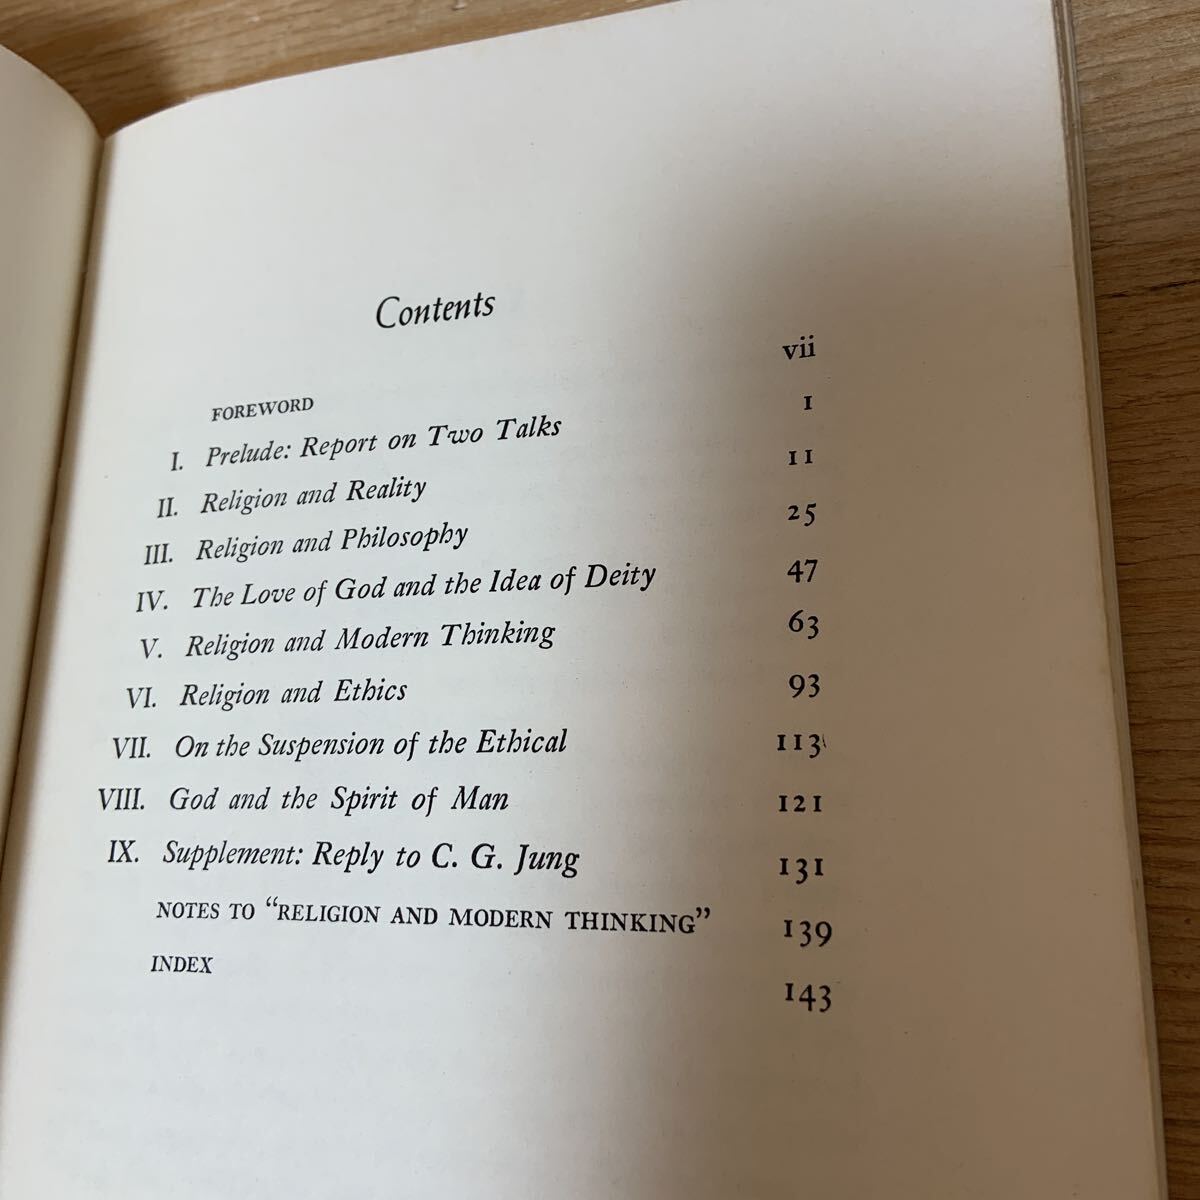 Contents
FOREWORD vii
I. Prelude: Report on Two Talks 1
II. Religion and Reality 11
III. Religion and Philosophy 25
IV. The Love of God and the Idea of Deity 47
V. Religion and Modern Thinking 63
VI. Religion and Ethics 93
VII. On the Suspension of the Ethical 113
VIII. God and the Spirit of Man 121
IX. Supplement: Reply to C. G. Jung 131
NOTES TO “RELIGION AND MODERN THINKING” 139
INDEX 143